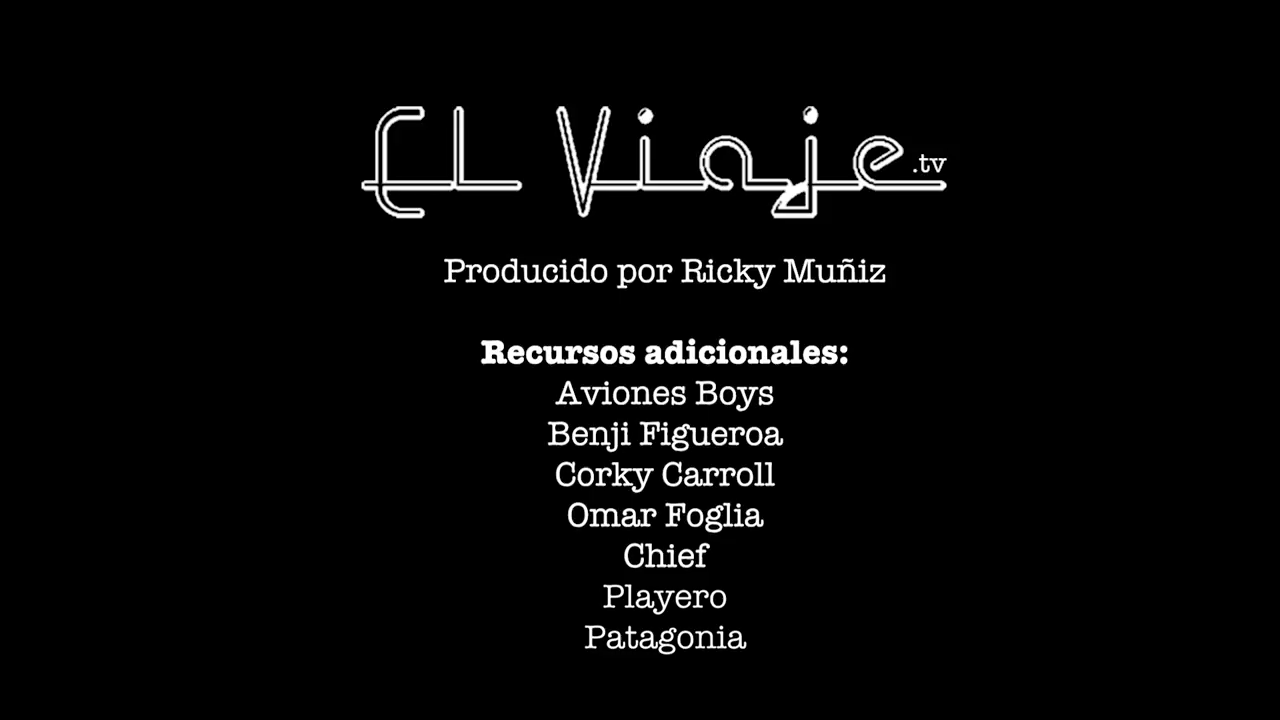 El Viaje.tv
Producido por Ricky Muñiz
Recursos adicionales:
Aviones Boys
Benji Figueroa
Corky Carroll
Omar Foglia
Chief
Playero
Patagonia